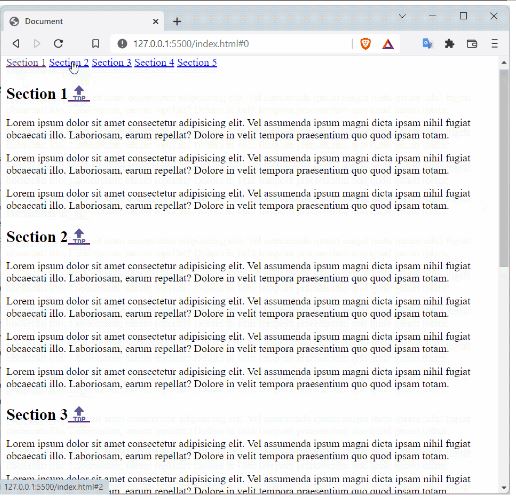 Document
127.0.0.1:5500/index.html#0
Section 1 Section 2 Section 3 Section 4 Section 5
Section 1 TOP
Lorem ipsum dolor sit amet consectetur adipisicing elit. Vel assumenda ipsum magni dicta ipsam nihil fugiat
obcaecati illo. Laboriosam, earum repellat? Dolore in velit tempora praesentium quo quod ipsam totam.
Lorem ipsum dolor sit amet consectetur adipisicing elit. Vel assumenda ipsum magni dicta ipsam nihil fugiat
obcaecati illo. Laboriosam, earum repellat? Dolore in velit tempora praesentium quo quod ipsam totam.
Lorem ipsum dolor sit amet consectetur adipisicing elit. Vel assumenda ipsum magni dicta ipsam nihil fugiat
obcaecati illo. Laboriosam, earum repellat? Dolore in velit tempora praesentium quo quod ipsam totam.
Section 2 TOP
Lorem ipsum dolor sit amet consectetur adipisicing elit. Vel assumenda ipsum magni dicta ipsam nihil fugiat
obcaecati illo. Laboriosam, earum repellat? Dolore in velit tempora praesentium quo quod ipsam totam.
Lorem ipsum dolor sit amet consectetur adipisicing elit. Vel assumenda ipsum magni dicta ipsam nihil fugiat
obcaecati illo. Laboriosam, earum repellat? Dolore in velit tempora praesentium quo quod ipsam totam.
Lorem ipsum dolor sit amet consectetur adipisicing elit. Vel assumenda ipsum magni dicta ipsam nihil fugiat
obcaecati illo. Laboriosam, earum repellat? Dolore in velit tempora praesentium quo quod ipsam totam.
Lorem ipsum dolor sit amet consectetur adipisicing elit. Vel assumenda ipsum magni dicta ipsam nihil fugiat
obcaecati illo. Laboriosam, earum repellat? Dolore in velit tempora praesentium quo quod ipsam totam.
Section 3 TOP
Lorem ipsum dolor sit amet consectetur adipisicing elit. Vel assumenda ipsum magni dicta ipsam nihil fugiat
obcaecati illo. Laboriosam, earum repellat? Dolore in velit tempora praesentium quo quod ipsam totam.
Lorem ipsum dolor sit amet consectetur adipisicing elit. Vel assumenda ipsum magni dicta ipsam nihil fugiat
127.0.0.1:5500/index.html#2